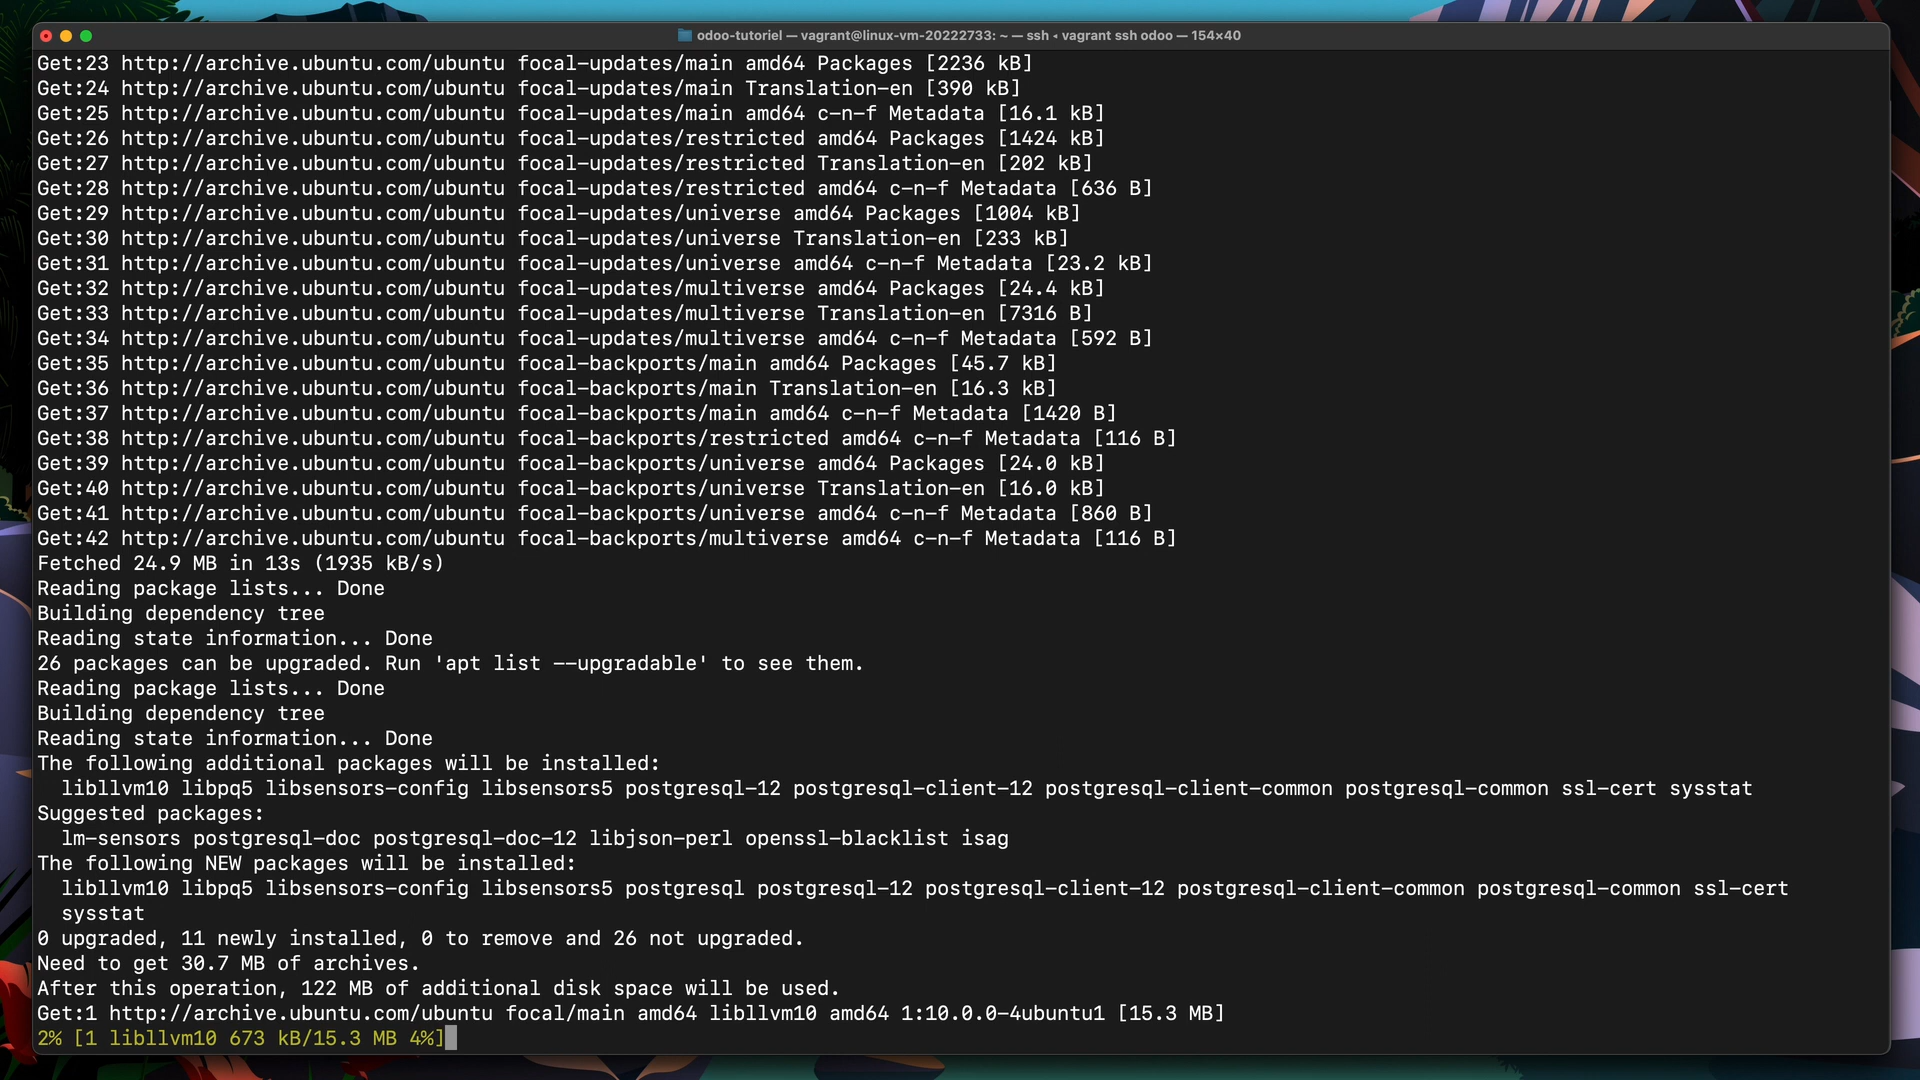 odoo-tutoriel — vagrant@linux-vm-20222733: ~ — ssh ◂ vagrant ssh odoo — 154×40
Get:23 http://archive.ubuntu.com/ubuntu focal-updates/main amd64 Packages [2236 kB]
Get:24 http://archive.ubuntu.com/ubuntu focal-updates/main Translation-en [390 kB]
Get:25 http://archive.ubuntu.com/ubuntu focal-updates/main amd64 c-n-f Metadata [16.1 kB]
Get:26 http://archive.ubuntu.com/ubuntu focal-updates/restricted amd64 Packages [1424 kB]
Get:27 http://archive.ubuntu.com/ubuntu focal-updates/restricted Translation-en [202 kB]
Get:28 http://archive.ubuntu.com/ubuntu focal-updates/restricted amd64 c-n-f Metadata [636 B]
Get:29 http://archive.ubuntu.com/ubuntu focal-updates/universe amd64 Packages [1004 kB]
Get:30 http://archive.ubuntu.com/ubuntu focal-updates/universe Translation-en [233 kB]
Get:31 http://archive.ubuntu.com/ubuntu focal-updates/universe amd64 c-n-f Metadata [23.2 kB]
Get:32 http://archive.ubuntu.com/ubuntu focal-updates/multiverse amd64 Packages [24.4 kB]
Get:33 http://archive.ubuntu.com/ubuntu focal-updates/multiverse Translation-en [7316 B]
Get:34 http://archive.ubuntu.com/ubuntu focal-updates/multiverse amd64 c-n-f Metadata [592 B]
Get:35 http://archive.ubuntu.com/ubuntu focal-backports/main amd64 Packages [45.7 kB]
Get:36 http://archive.ubuntu.com/ubuntu focal-backports/main Translation-en [16.3 kB]
Get:37 http://archive.ubuntu.com/ubuntu focal-backports/main amd64 c-n-f Metadata [1420 B]
Get:38 http://archive.ubuntu.com/ubuntu focal-backports/restricted amd64 c-n-f Metadata [116 B]
Get:39 http://archive.ubuntu.com/ubuntu focal-backports/universe amd64 Packages [24.0 kB]
Get:40 http://archive.ubuntu.com/ubuntu focal-backports/universe Translation-en [16.0 kB]
Get:41 http://archive.ubuntu.com/ubuntu focal-backports/universe amd64 c-n-f Metadata [860 B]
Get:42 http://archive.ubuntu.com/ubuntu focal-backports/multiverse amd64 c-n-f Metadata [116 B]
Fetched 24.9 MB in 13s (1935 kB/s)
Reading package lists... Done
Building dependency tree
Reading state information... Done
26 packages can be upgraded. Run 'apt list --upgradable' to see them.
Reading package lists... Done
Building dependency tree
Reading state information... Done
The following additional packages will be installed:
libllvm10 libpq5 libsensors-config libsensors5 postgresql-12 postgresql-client-12 postgresql-client-common postgresql-common ssl-cert sysstat
Suggested packages:
lm-sensors postgresql-doc postgresql-doc-12 libjson-perl openssl-blacklist isag
The following NEW packages will be installed:
libllvm10 libpq5 libsensors-config libsensors5 postgresql postgresql-12 postgresql-client-12 postgresql-client-common postgresql-common ssl-cert
sysstat
0 upgraded, 11 newly installed, 0 to remove and 26 not upgraded.
Need to get 30.7 MB of archives.
After this operation, 122 MB of additional disk space will be used.
Get:1 http://archive.ubuntu.com/ubuntu focal/main amd64 libllvm10 amd64 1:10.0.0-4ubuntu1 [15.3 MB]
2% [1 libllvm10 673 kB/15.3 MB 4%]